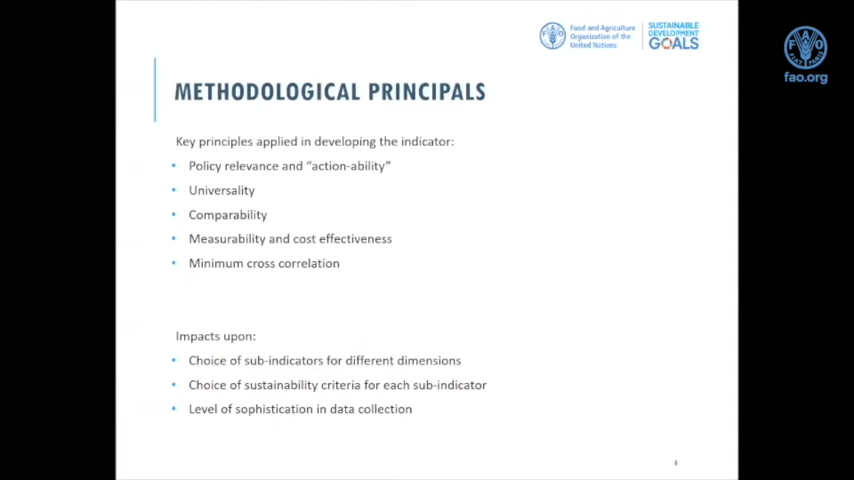 Food and Agriculture
Organization of the
United Nations
SUSTAINABLE
DEVELOPMENT
GOALS
FAO
FIAT PANIS
fao.org
METHODOLOGICAL PRINCIPALS
Key principles applied in developing the indicator:
• Policy relevance and “action-ability”
• Universality
• Comparability
• Measurability and cost effectiveness
• Minimum cross correlation
Impacts upon:
• Choice of sub-indicators for different dimensions
• Choice of sustainability criteria for each sub-indicator
• Level of sophistication in data collection